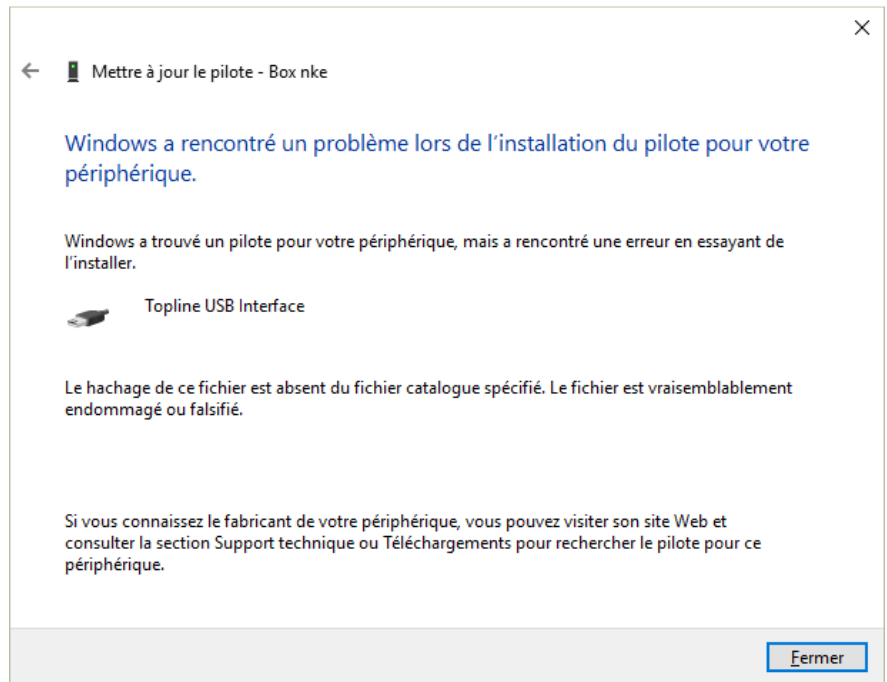 Mettre à jour le pilote - Box nke
Windows a rencontré un problème lors de l’installation du pilote pour votre
périphérique.
Windows a trouvé un pilote pour votre périphérique, mais a rencontré une erreur en essayant de
l’installer.
Topline USB Interface
Le hachage de ce fichier est absent du fichier catalogue spécifié. Le fichier est vraisemblablement
endommagé ou falsifié.
Si vous connaissez le fabricant de votre périphérique, vous pouvez visiter son site Web et
consulter la section Support technique ou Téléchargements pour rechercher le pilote pour ce
périphérique.
Fermer